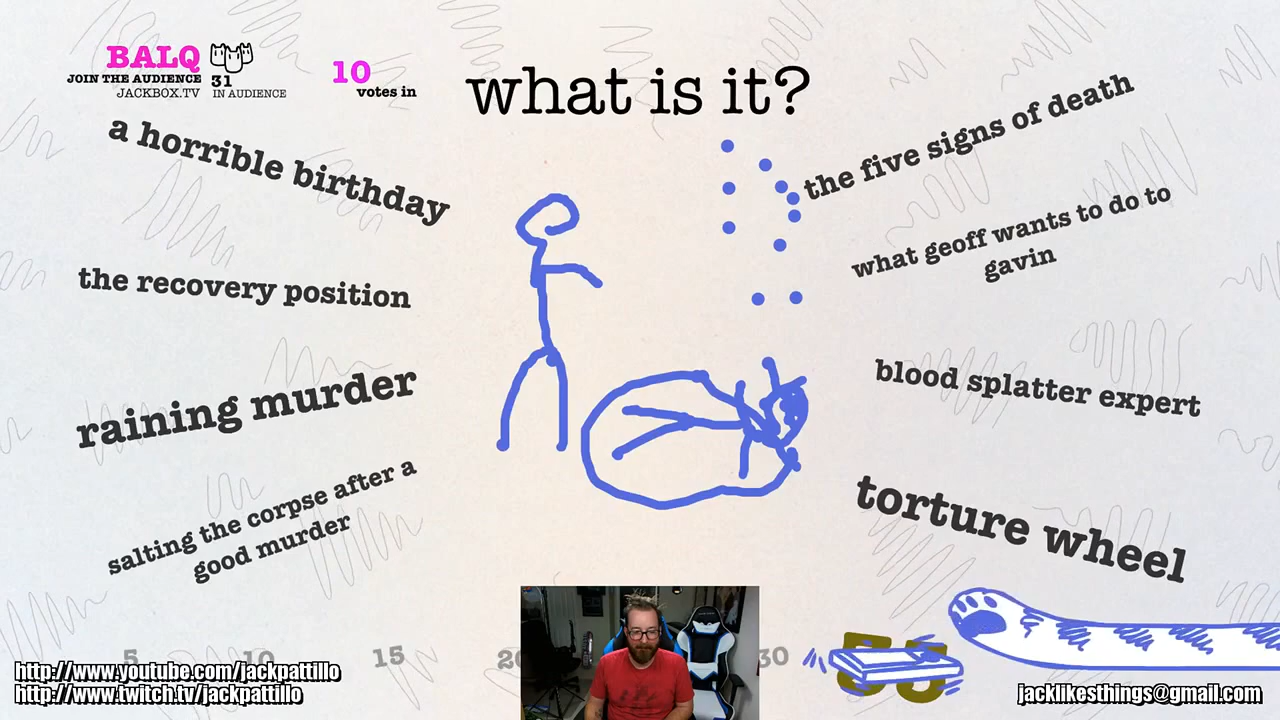 BALQ
JOIN THE AUDIENCE
JACKBOX.TV
31
IN AUDIENCE
10
votes in
what is it?
a horrible birthday
the recovery position
raining murder
salting the corpse after a
good murder
the five signs of death
what geoff wants to do to
gavin
blood splatter expert
torture wheel
5
10
15
20
30
http://www.youtube.com/jackpattillo
http://www.twitch.tv/jackpattillo
jacklikesthings@gmail.com